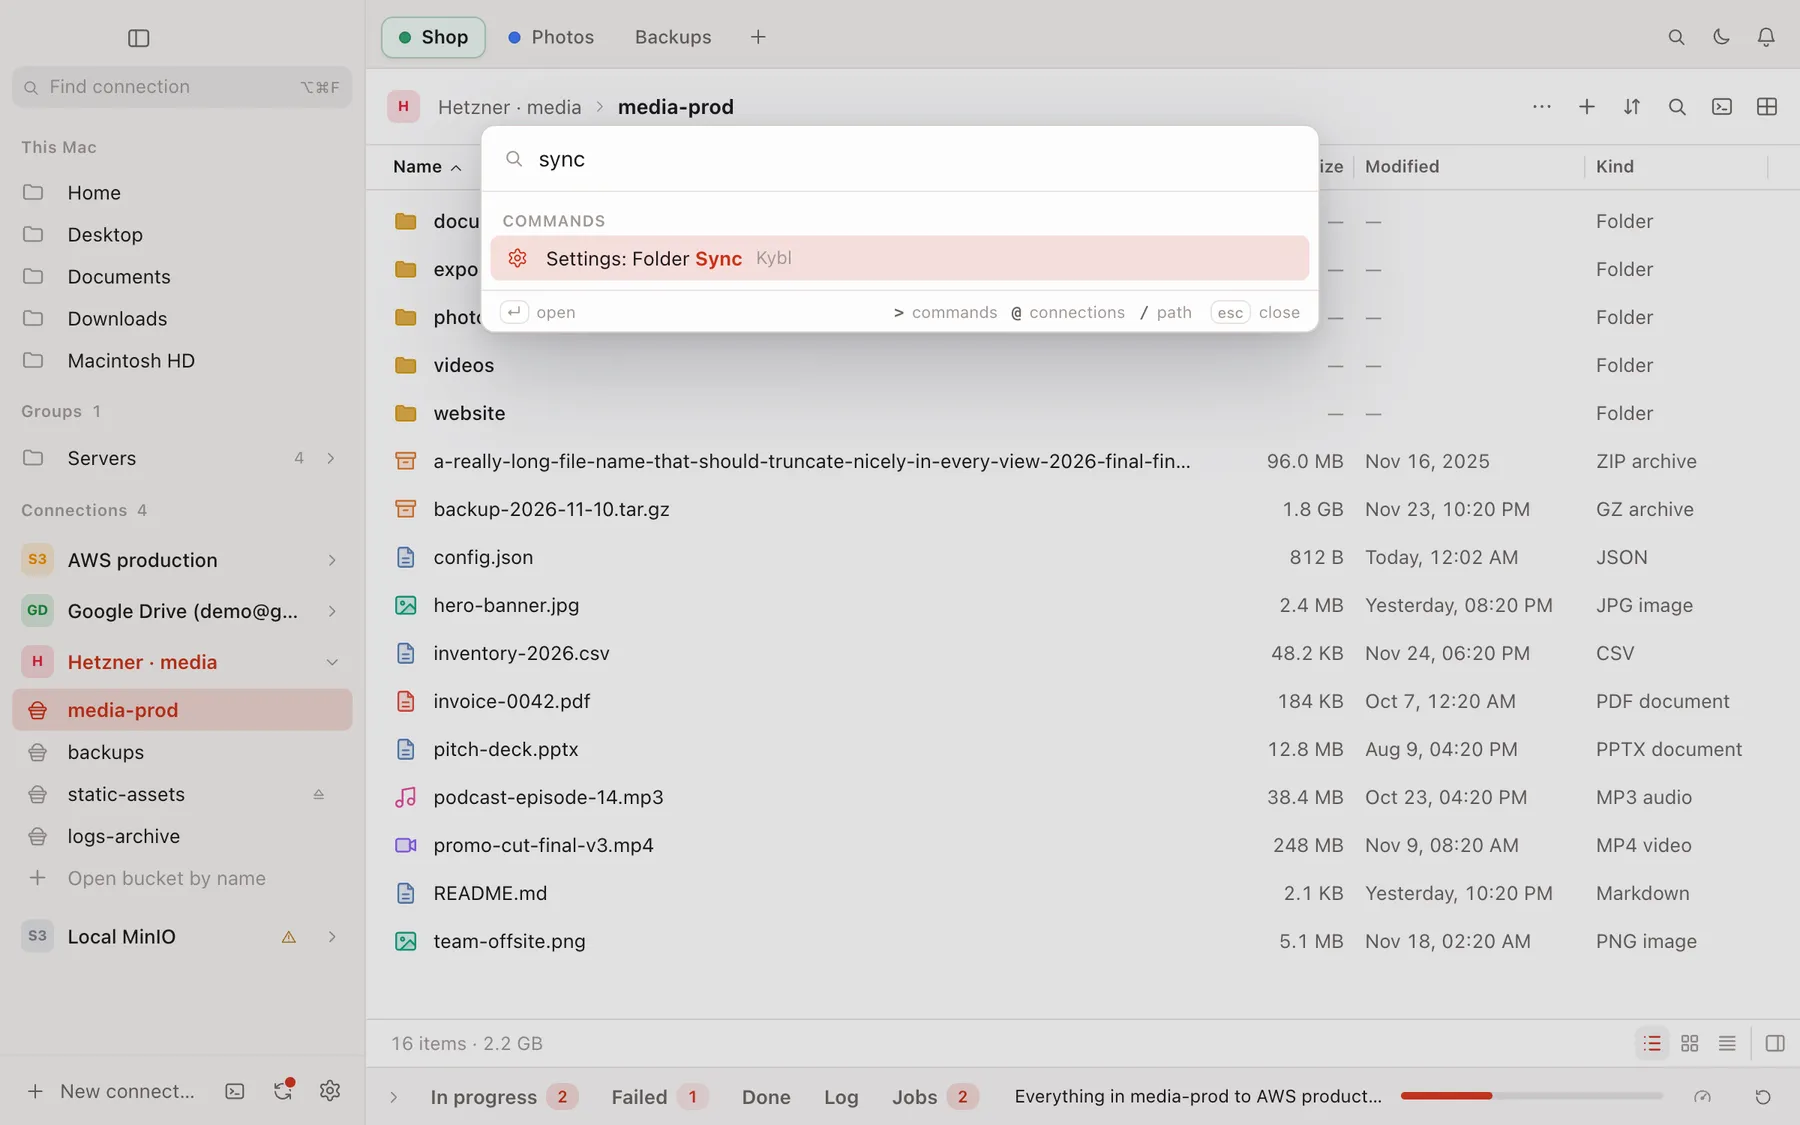 Shop
Photos
Backups
Find connection ⌥⌘F
This Mac
Home
Desktop
Documents
Downloads
Macintosh HD
Groups 1
Servers 4
Connections 4
S3 AWS production
GD Google Drive (demo@g...
H Hetzner · media
media-prod
backups
static-assets
logs-archive
Open bucket by name
S3 Local MinIO
New connect...
H Hetzner · media > media-prod
sync
COMMANDS
Settings: Folder Sync Kybl
open > commands @ connections / path esc close
Name ize Modified Kind
docu — — Folder
expo — — Folder
photo — — Folder
videos — — Folder
website — — Folder
a-really-long-file-name-that-should-truncate-nicely-in-every-view-2026-final-fin... 96.0 MB Nov 16, 2025 ZIP archive
backup-2026-11-10.tar.gz 1.8 GB Nov 23, 10:20 PM GZ archive
config.json 812 B Today, 12:02 AM JSON
hero-banner.jpg 2.4 MB Yesterday, 08:20 PM JPG image
inventory-2026.csv 48.2 KB Nov 24, 06:20 PM CSV
invoice-0042.pdf 184 KB Oct 7, 12:20 AM PDF document
pitch-deck.pptx 12.8 MB Aug 9, 04:20 PM PPTX document
podcast-episode-14.mp3 38.4 MB Oct 23, 04:20 PM MP3 audio
promo-cut-final-v3.mp4 248 MB Nov 9, 08:20 AM MP4 video
README.md 2.1 KB Yesterday, 10:20 PM Markdown
team-offsite.png 5.1 MB Nov 18, 02:20 AM PNG image
16 items · 2.2 GB
In progress 2 Failed 1 Done Log Jobs 2 Everything in media-prod to AWS product...